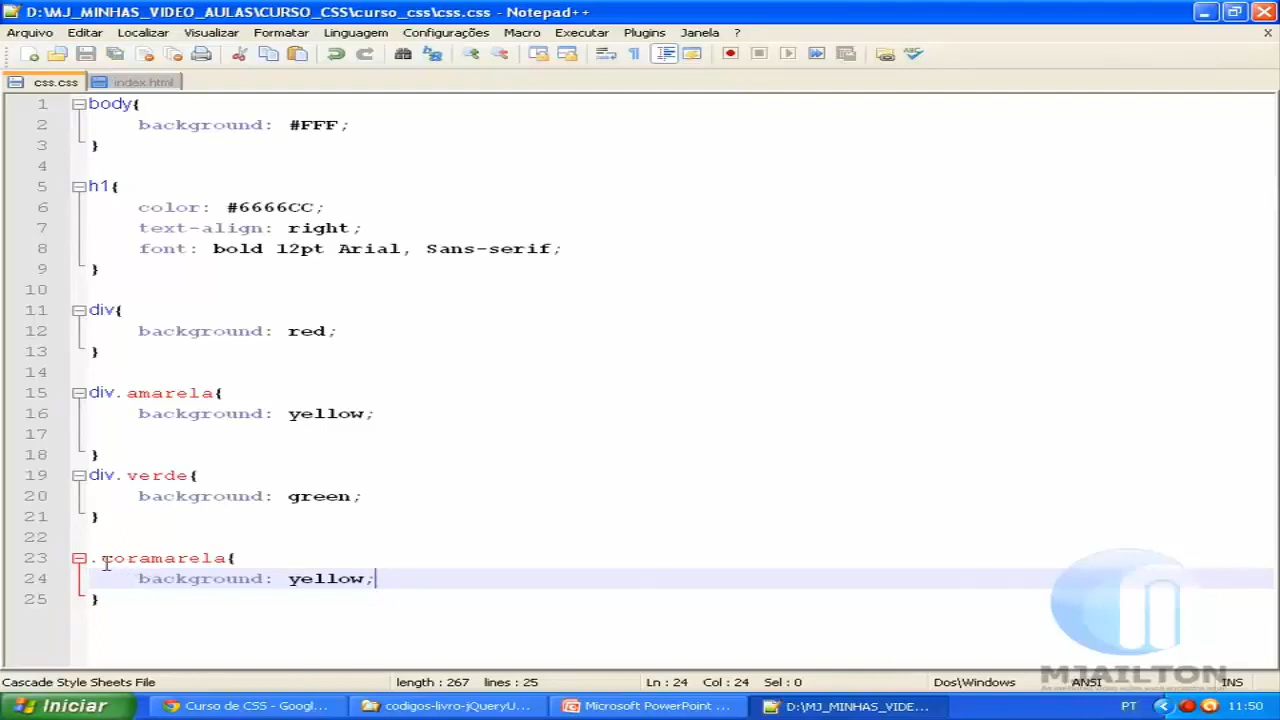 D:\MJ_MINHAS_VIDEO_AULAS\CURSO_CSS\curso_css\css.css - Notepad++
Arquivo Editar Localizar Visualizar Formatar Linguagem Configurações Macro Executar Plugins Janela ? X
css.css index.html
1 body{
2 background: #FFF;
3 }
4
5 h1{
6 color: #6666CC;
7 text-align: right;
8 font: bold 12pt Arial, Sans-serif;
9 }
10
11 div{
12 background: red;
13 }
14
15 div.amarela{
16 background: yellow;
17
18 }
19 div.verde{
20 background: green;
21 }
22
23 .coramarela{
24 background: yellow;
25 }
MJAILTON
Cascade Style Sheets File length : 267 lines : 25 Ln : 24 Col : 24 Sel : 0 Dos\Windows ANSI INS
Iniciar Curso de CSS - Googl... codigos-livro-jQueryU... Microsoft PowerPoint ... D:\MJ_MINHAS_VIDE... PT 11:50